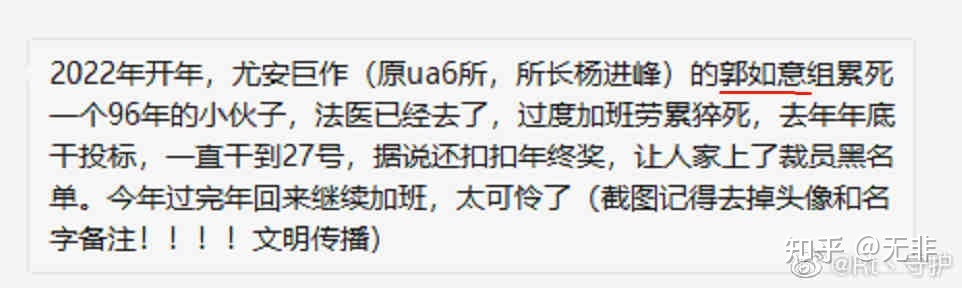 2022年开年，尤安巨作（原ua6所，所长杨进峰）的郭如意组累死
一个96年的小伙子，法医已经去了，过度加班劳累猝死，去年年底
干投标，一直干到27号，据说还扣扣年终奖，让人家上了裁员黑名
单。今年过完年回来继续加班，太可怜了（截图记得去掉头像和名
字备注！！！！文明传播）
知乎 @无非
@Rt丶守护